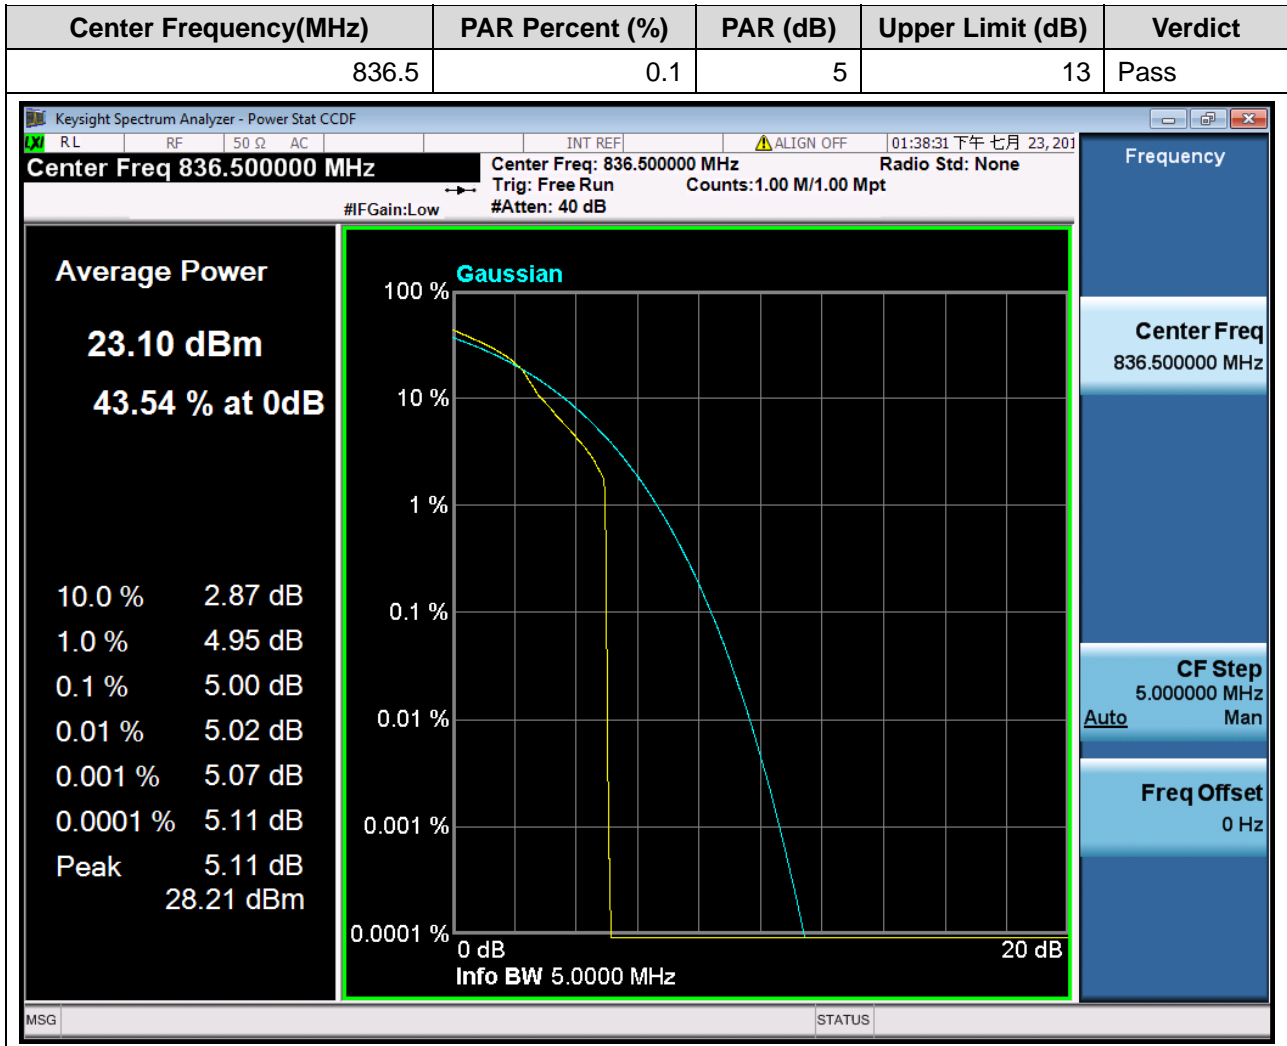 Center Frequency(MHz) PAR Percent (%) PAR (dB) Upper Limit (dB) Verdict
836.5 0.1 5 13 Pass
Keysight Spectrum Analyzer - Power Stat CCDF
LXI RL RF 50 Ω AC INT REF ALIGN OFF 01:38:31 下午 七月 23, 201
Center Freq 836.500000 MHz
Center Freq: 836.500000 MHz Radio Std: None
Trig: Free Run Counts:1.00 M/1.00 Mpt
#IFGain:Low #Atten: 40 dB
Average Power
23.10 dBm
43.54 % at 0dB
10.0 % 2.87 dB
1.0 % 4.95 dB
0.1 % 5.00 dB
0.01 % 5.02 dB
0.001 % 5.07 dB
0.0001 % 5.11 dB
Peak 5.11 dB
28.21 dBm
Gaussian
100 %
10 %
1 %
0.1 %
0.01 %
0.001 %
0.0001 %
0 dB 20 dB
Info BW 5.0000 MHz
Frequency
Center Freq
836.500000 MHz
CF Step
5.000000 MHz
Auto Man
Freq Offset
0 Hz
MSG STATUS